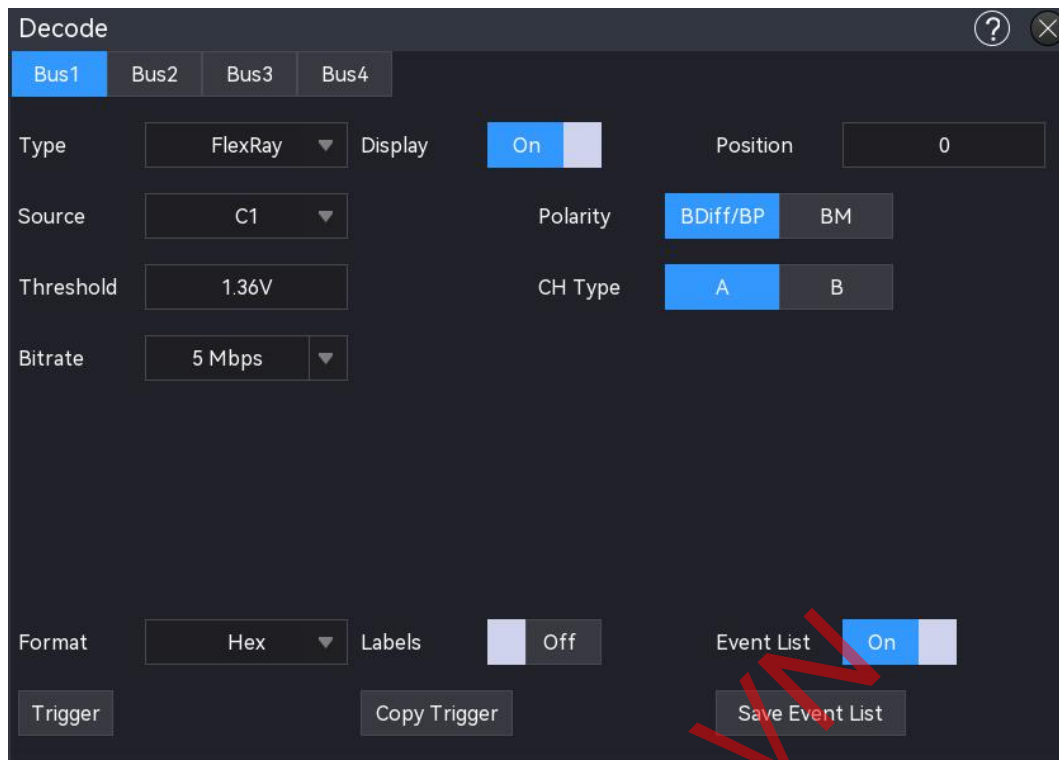 Decode ?
Bus1 Bus2 Bus3 Bus4
Type FlexRay Display On Position 0
Source C1 Polarity BDiff/BP BM
Threshold 1.36V CH Type A B
Bitrate 5 Mbps
Format Hex Labels Off Event List On
Trigger Copy Trigger Save Event List
VN